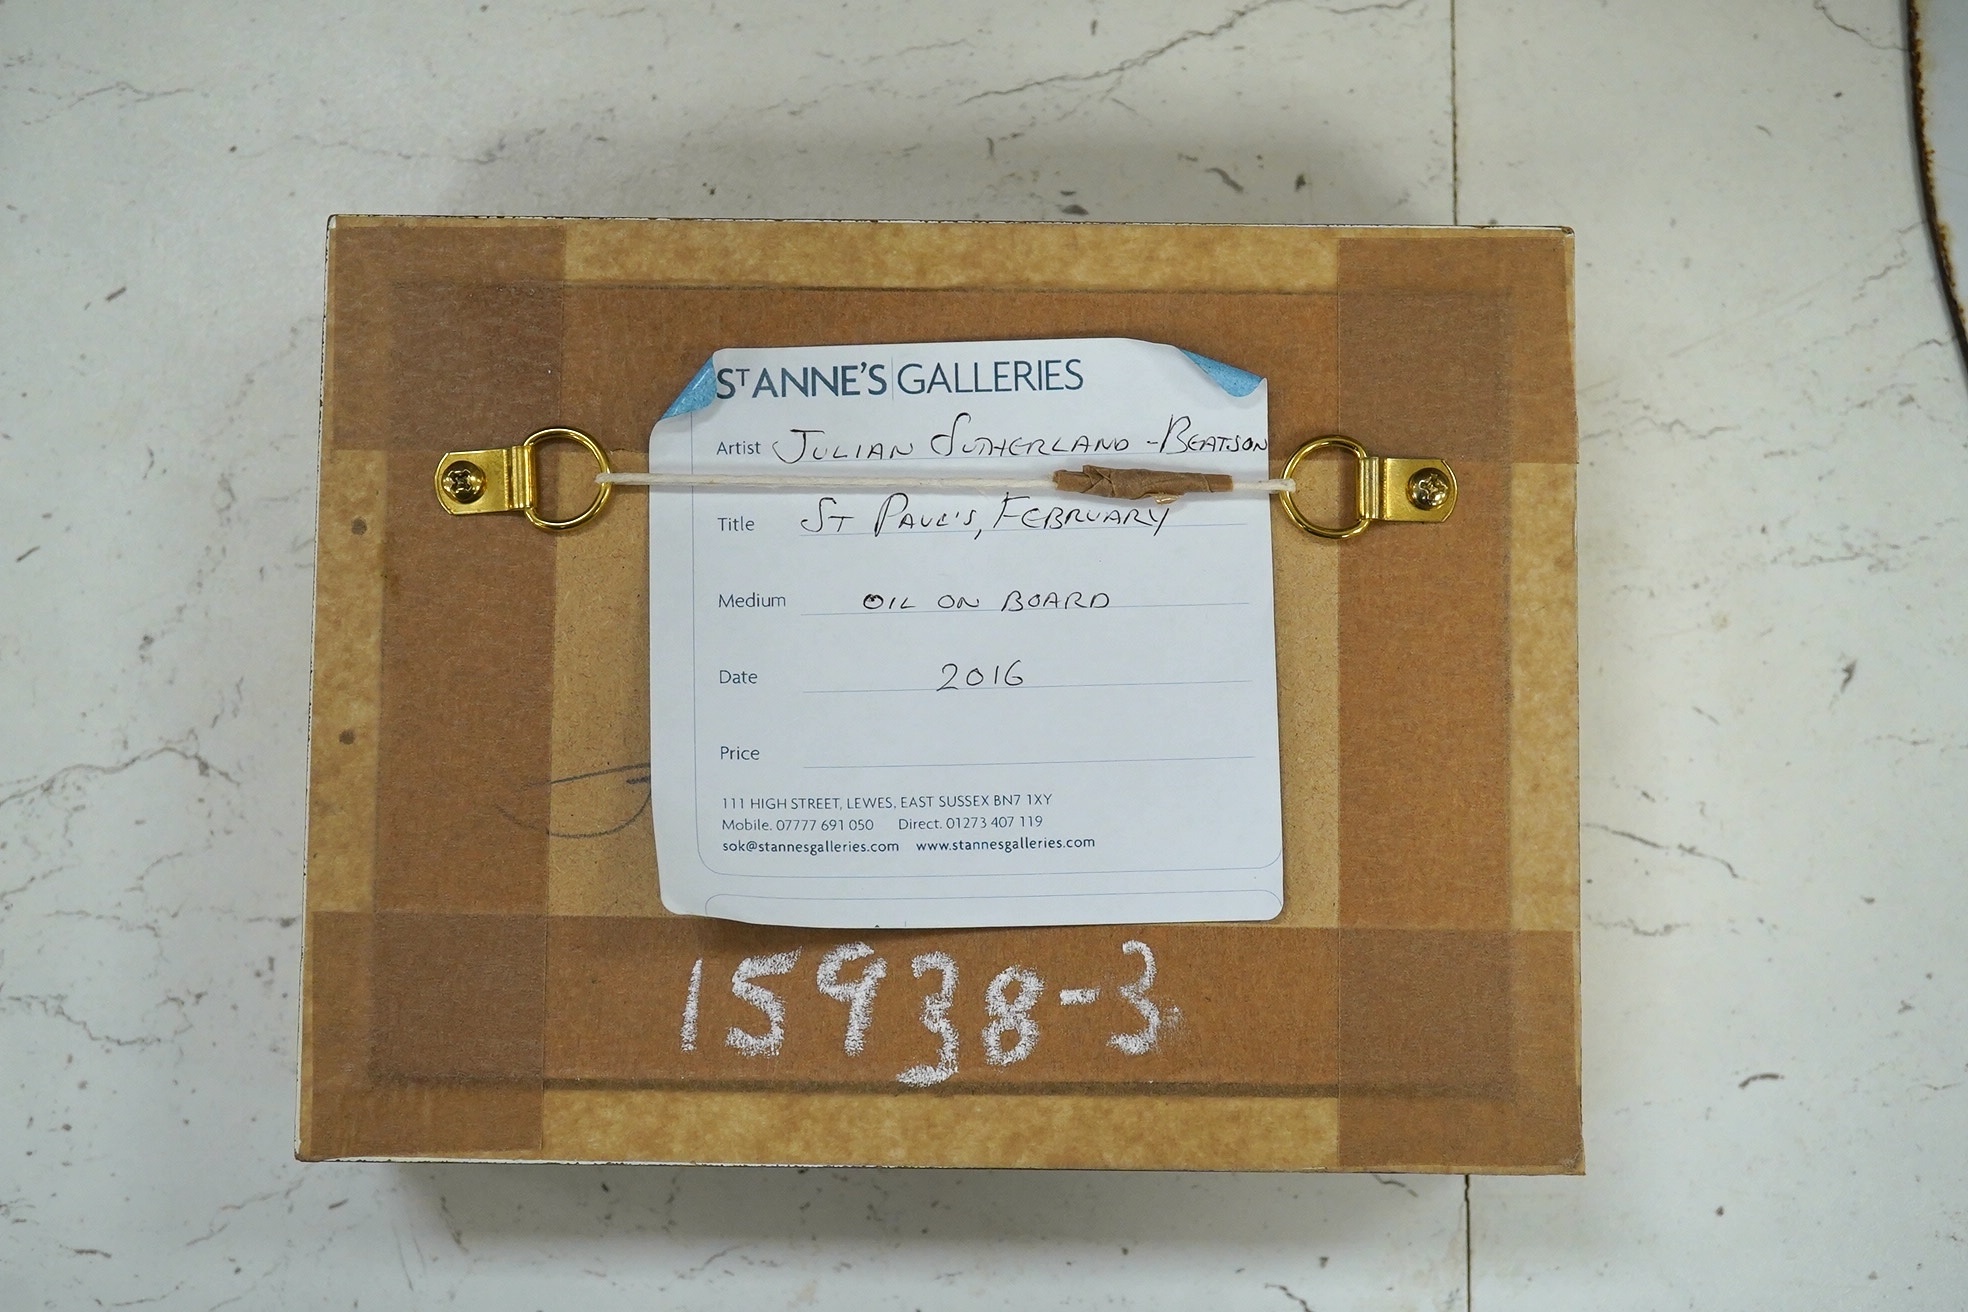 ST ANNE'S GALLERIES
Artist JULIAN SUTHERLAND-BEATSON
Title ST PAUL'S, FEBRUARY
Medium OIL ON BOARD
Date 2016
Price
111 HIGH STREET, LEWES, EAST SUSSEX BN7 1XY
Mobile. 07777 691 050 Direct. 01273 407 119
sok@stannesgalleries.com www.stannesgalleries.com
15938-3